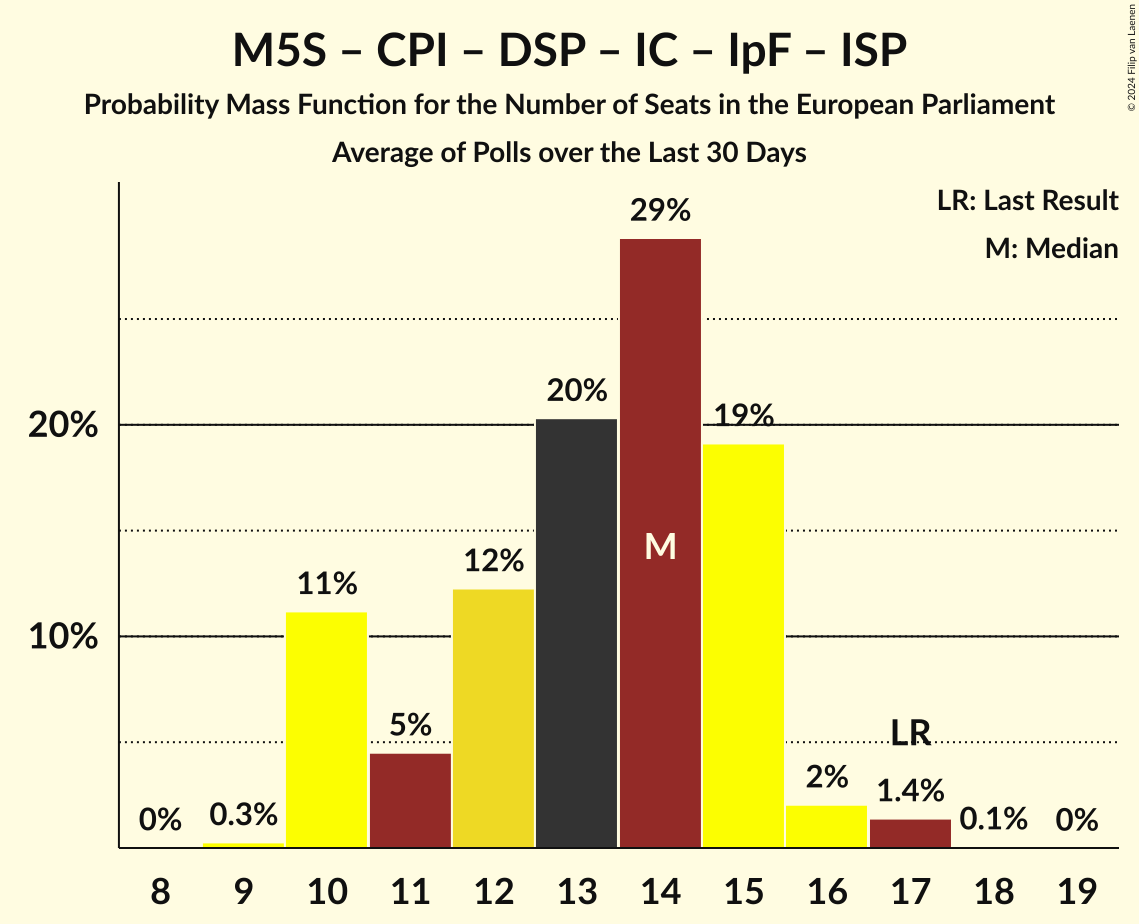 M5S – CPI – DSP – IC – IpF – ISP
Probability Mass Function for the Number of Seats in the European Parliament
Average of Polls over the Last 30 Days
© 2024 Filip van Laenen
LR: Last Result
M: Median
29%
20%
19%
20%
12%
11%
M
10%
5%
LR
2%
1.4%
0%
0.3%
0.1%
0%
8 9 10 11 12 13 14 15 16 17 18 19